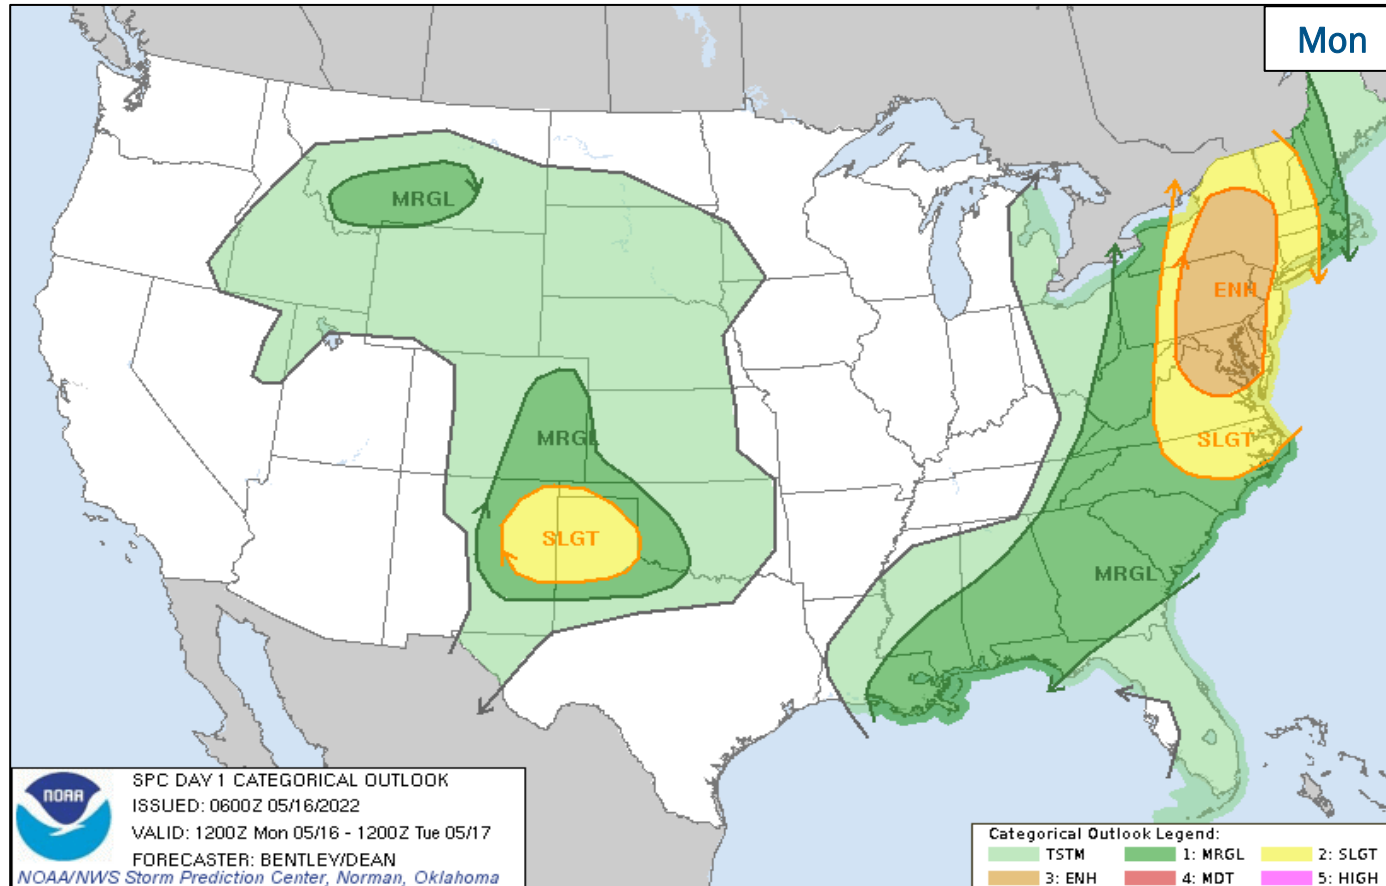 Mon
MRGL
ENH
MRGL
SLGT
SLGT
MRGL
NOAA
SPC DAY 1 CATEGORICAL OUTLOOK
ISSUED: 0600Z 05/16/2022
VALID: 1200Z Mon 05/16 - 1200Z Tue 05/17
FORECASTER: BENTLEY/DEAN
NOAA/NWS Storm Prediction Center, Norman, Oklahoma
Categorical Outlook Legend:
TSTM 1: MRGL 2: SLGT
3: ENH 4: MDT 5: HIGH